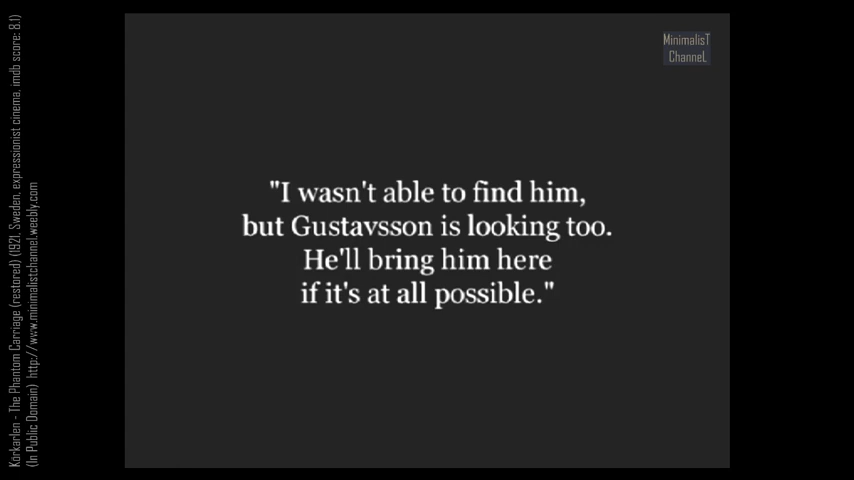 Körkarlen - The Phantom Carriage (restored) (1921, Sweden, expressionist cinema, imdb score: 8.1)
(In Public Domain) http://www.minimalistchannel.weebly.com
MinimalisT
ChanneL
"I wasn't able to find him,
but Gustavsson is looking too.
He'll bring him here
if it's at all possible."